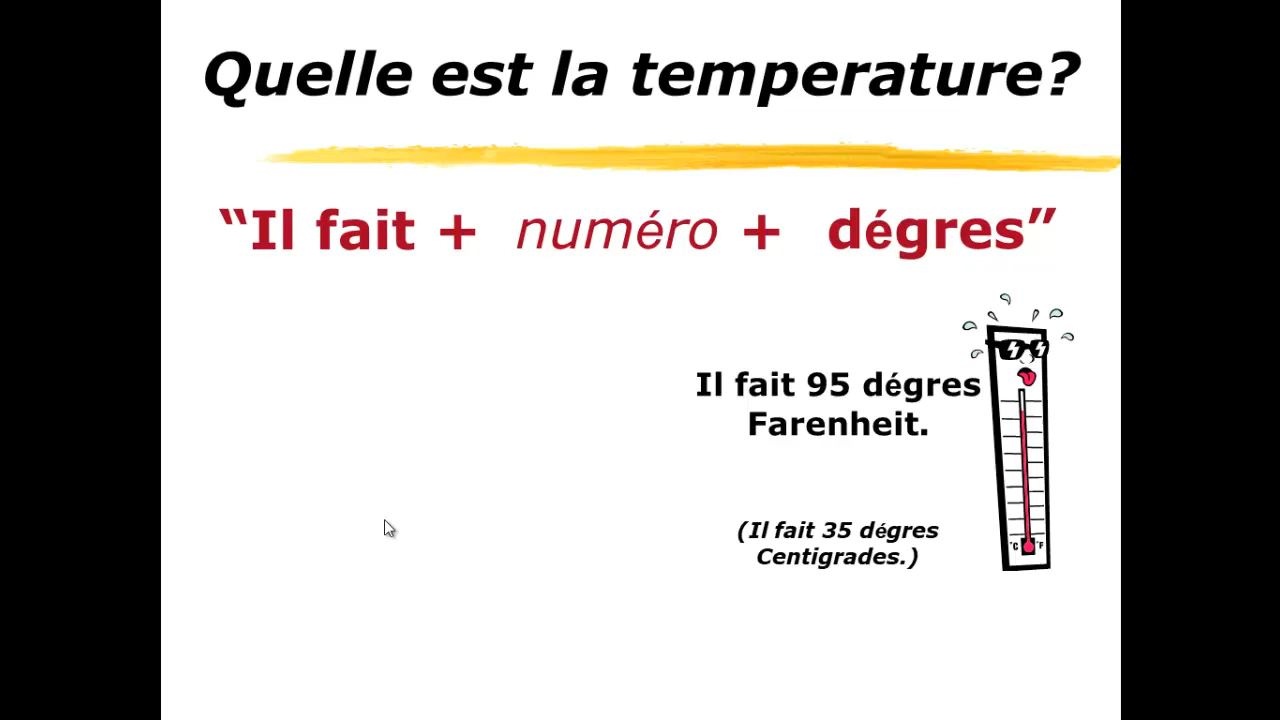 Quelle est la temperature?
“Il fait + numéro + dégres”
Il fait 95 dégres
Farenheit.
(Il fait 35 dégres
Centigrades.)
°C °F